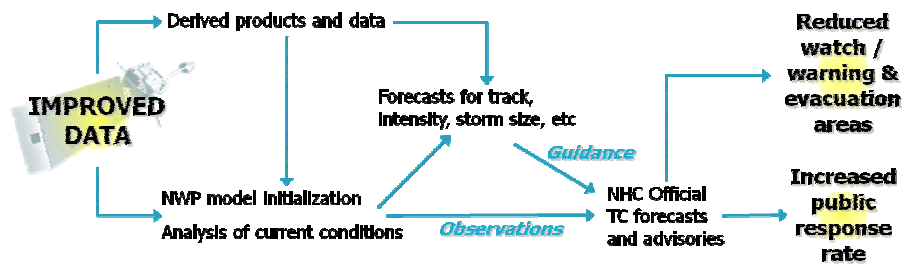 IMPROVED
DATA
Derived products and data
NWP model initialization
Analysis of current conditions
Forecasts for track,
intensity, storm size, etc
Guidance
Observations
NHC Official
TC forecasts
and advisories
Reduced
watch /
warning &
evacuation
areas
Increased
public
response
rate